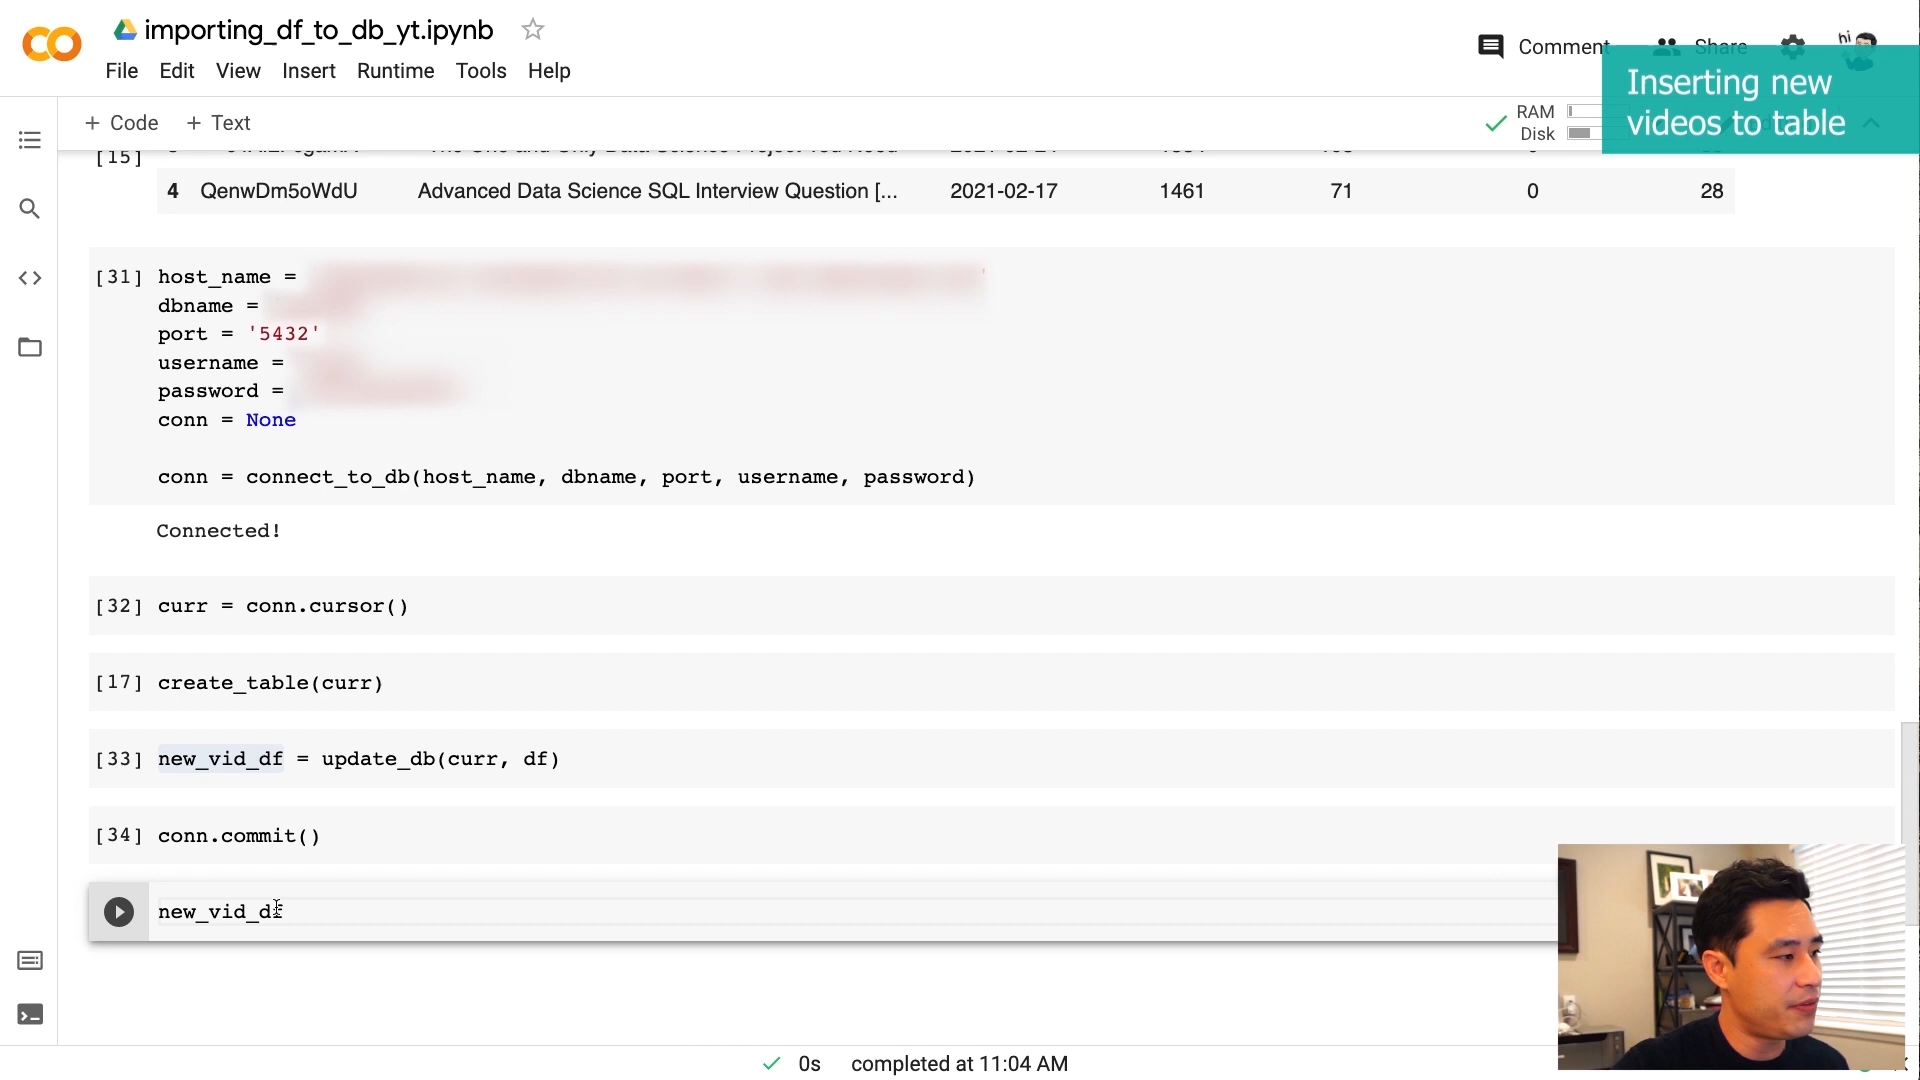 importing_df_to_db_yt.ipynb
File Edit View Insert Runtime Tools Help
Comment Share
hi
Inserting new
videos to table
+ Code + Text
RAM
Disk
[15]
4 QenwDm5oWdU Advanced Data Science SQL Interview Question [... 2021-02-17 1461 71 0 28
[31] host_name =
dbname =
port = '5432'
username =
password =
conn = None
conn = connect_to_db(host_name, dbname, port, username, password)
Connected!
[32] curr = conn.cursor()
[17] create_table(curr)
[33] new_vid_df = update_db(curr, df)
[34] conn.commit()
new_vid_df
0s completed at 11:04 AM